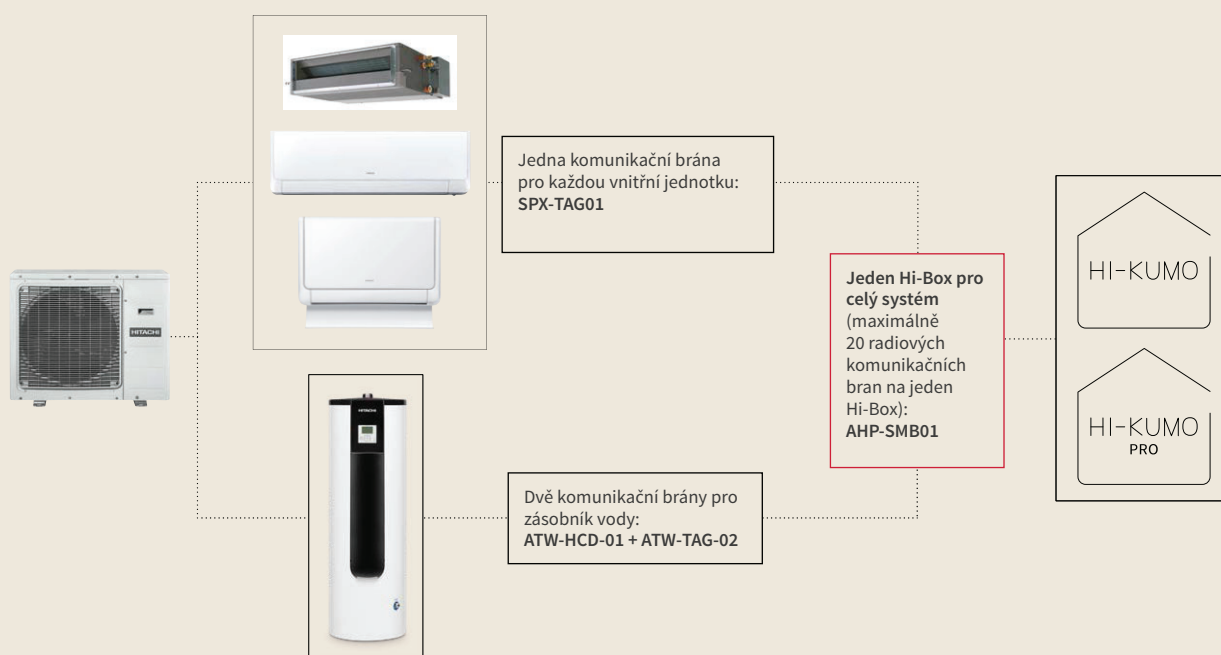 Jedna komunikační brána
pro každou vnitřní jednotku:
SPX-TAG01
HITACHI
HITACHI
Dvě komunikační brány pro
zásobník vody:
ATW-HCD-01 + ATW-TAG-02
Jeden Hi-Box pro
celý systém
(maximálně
20 radiových
komunikačních
bran na jeden
Hi-Box):
AHP-SMB01
HI-KUMO
HI-KUMO
PRO